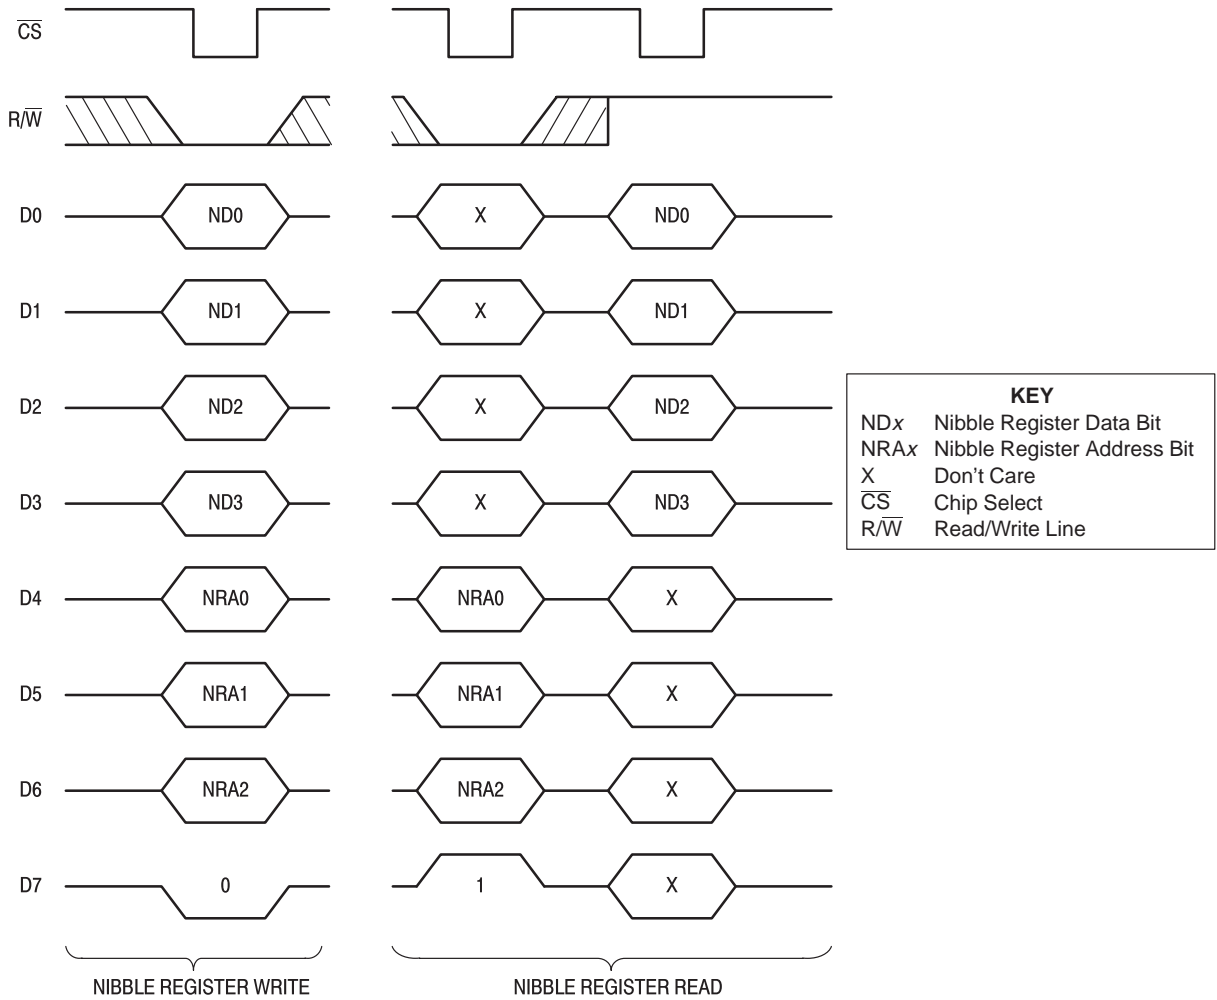 CS
R/W
D0 ND0 X ND0
D1 ND1 X ND1
D2 ND2 X ND2
D3 ND3 X ND3
D4 NRA0 NRA0 X
D5 NRA1 NRA1 X
D6 NRA2 NRA2 X
D7 0 1 X
NIBBLE REGISTER WRITE NIBBLE REGISTER READ
KEY
NDx Nibble Register Data Bit
NRAx Nibble Register Address Bit
X Don't Care
CS Chip Select
R/W Read/Write Line